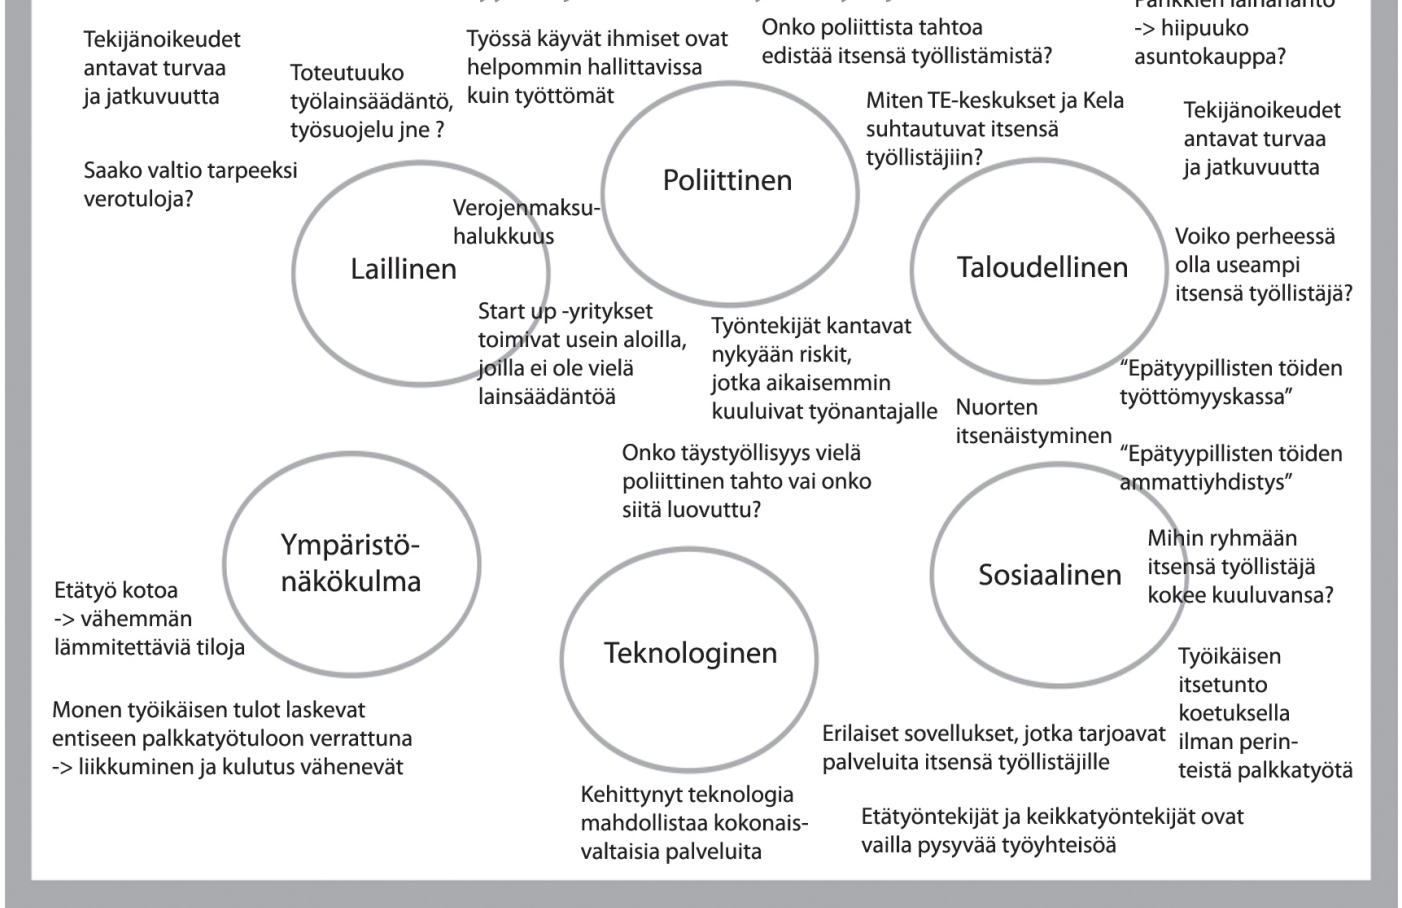 Pankkien lainahanto
-> hiipuuko
asuntokauppa?
Tekijänoikeudet
antavat turvaa
ja jatkuvuutta
Toteutuuko
työlainsäädäntö,
työsuojelu jne ?
Työssä käyvät ihmiset ovat
helpommin hallittavissa
kuin työttömät
Onko poliittista tahtoa
edistää itsensä työllistämistä?
Miten TE-keskukset ja Kela
suhtautuvat itsensä
työllistäjiin?
Tekijänoikeudet
antavat turvaa
ja jatkuvuutta
Saako valtio tarpeeksi
verotuloja?
Verojenmaksu-
halukkuus
Laillinen
Poliittinen
Taloudellinen
Voiko perheessä
olla useampi
itsensä työllistäjä?
Start up -yritykset
toimivat usein aloilla,
joilla ei ole vielä
lainsäädäntöä
Työntekijät kantavat
nykyään riskit,
jotka aikaisemmin
kuuluivat työnantajalle
Nuorten
itsenäistyminen
“Epätyypillisten töiden
työttömyyskassa”
“Epätyypillisten töiden
ammattiyhdistys”
Onko täystyöllisyys vielä
poliittinen tahto vai onko
siitä luovuttu?
Ympäristö-
näkökulma
Teknologinen
Sosiaalinen
Mihin ryhmään
itsensä työllistäjä
kokee kuuluvansa?
Etätyö kotoa
-> vähemmän
lämmitettäviä tiloja
Työikäisen
itsetunto
koetuksella
ilman perin-
teistä palkkatyötä
Monen työikäisen tulot laskevat
entiseen palkkatyötuloon verrattuna
-> liikkuminen ja kulutus vähenevät
Erilaiset sovellukset, jotka tarjoavat
palveluita itsensä työllistäjille
Kehittynyt teknologia
mahdollistaa kokonais-
valtaisia palveluita
Etätyöntekijät ja keikkatyöntekijät ovat
vailla pysyvää työyhteisöä